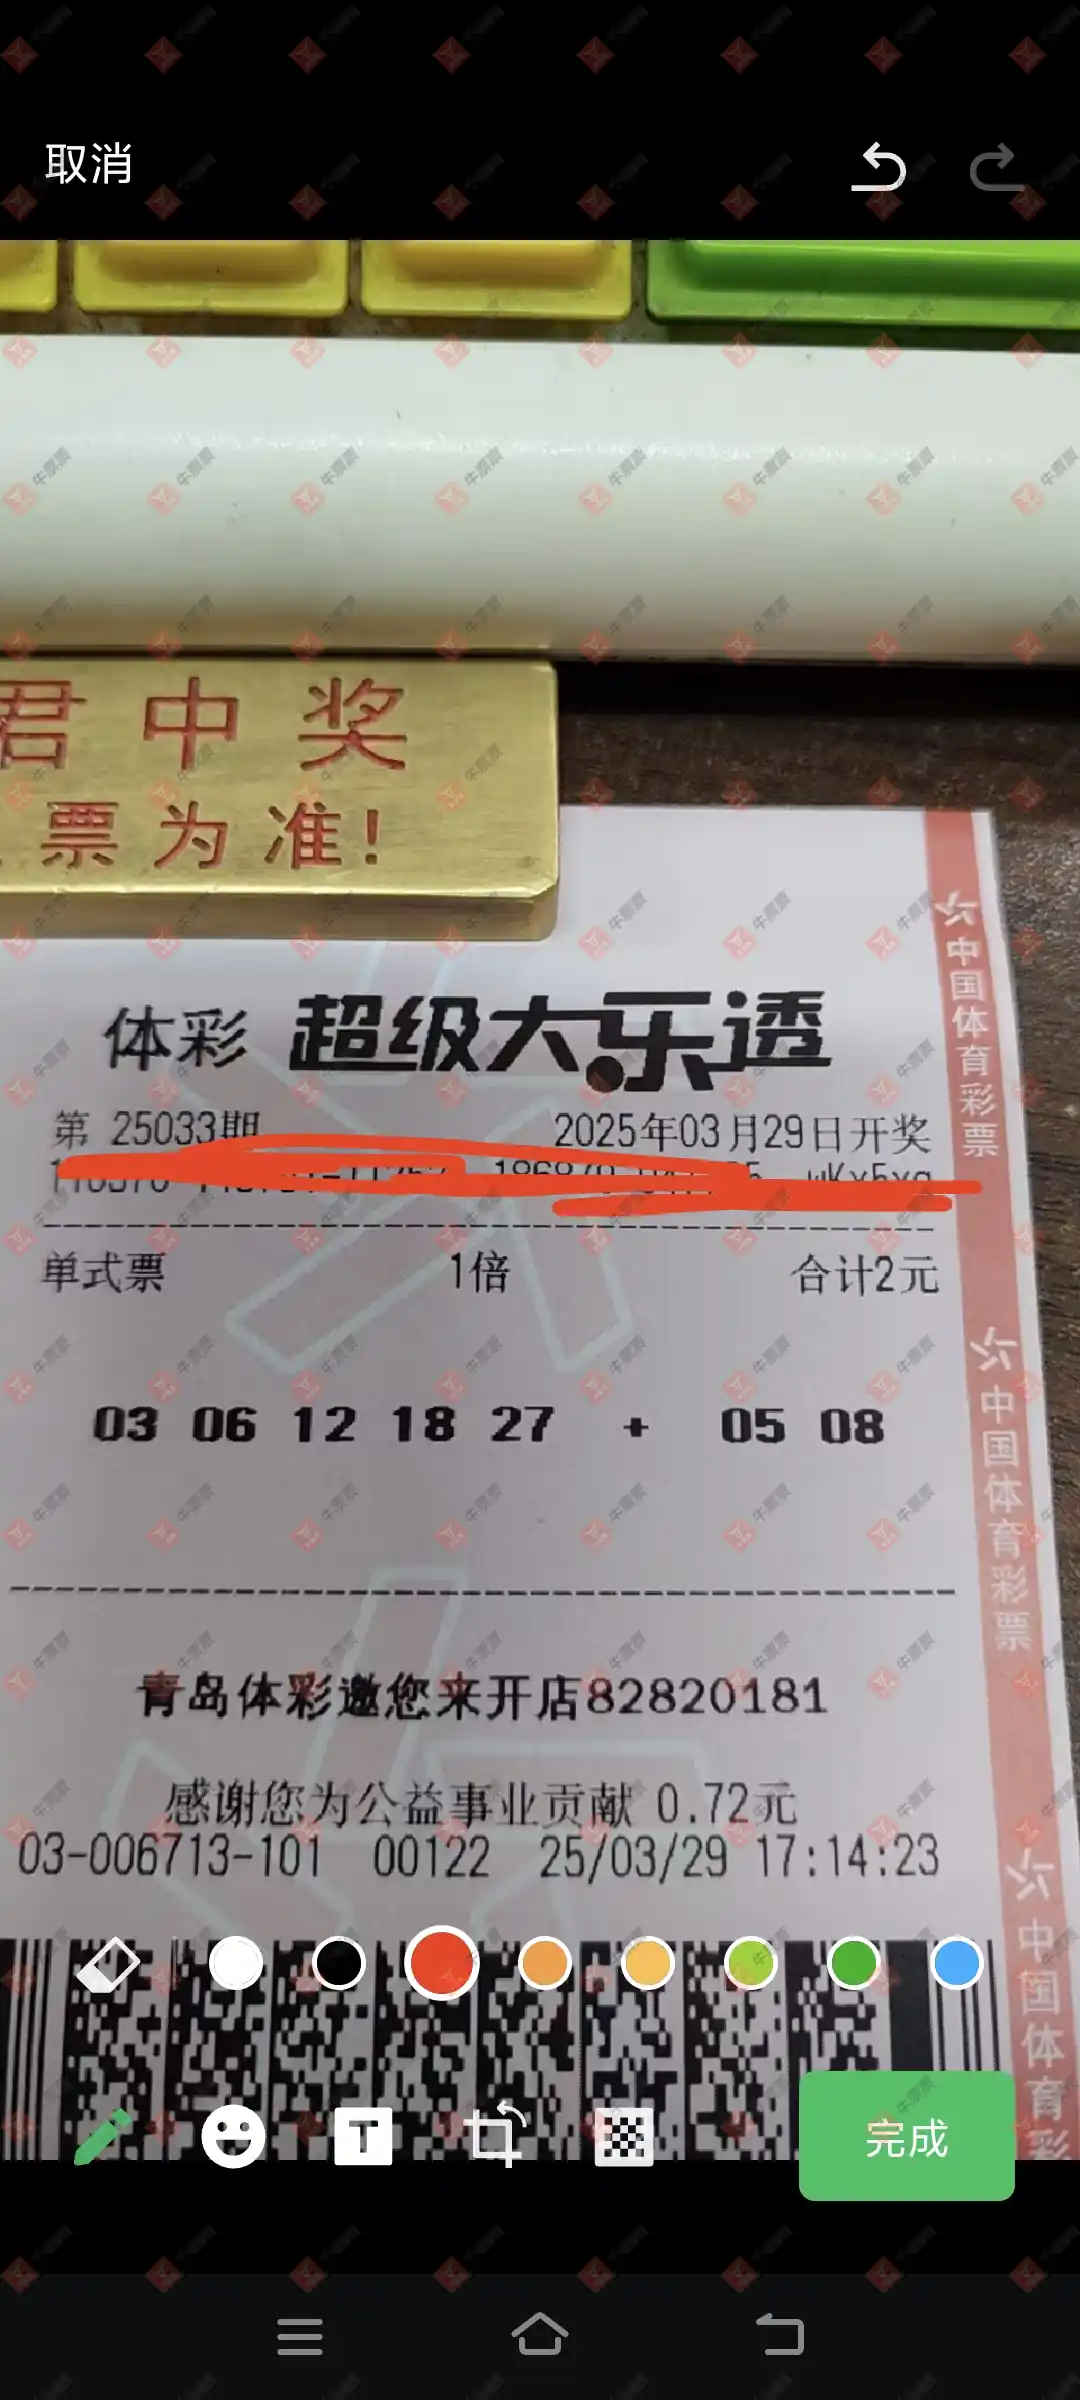 取消
君中奖
票为准!
体彩 超级大乐透
第 25033期 2025年03月29日开奖
单式票 1倍 合计2元
03 06 12 18 27 + 05 08
青岛体彩邀您来开店82820181
感谢您为公益事业贡献 0.72元
03-006713-101 00122 25/03/29 17:14:23
中国体育彩票
中国体育彩票
中国体育彩
T
完成
牛票票